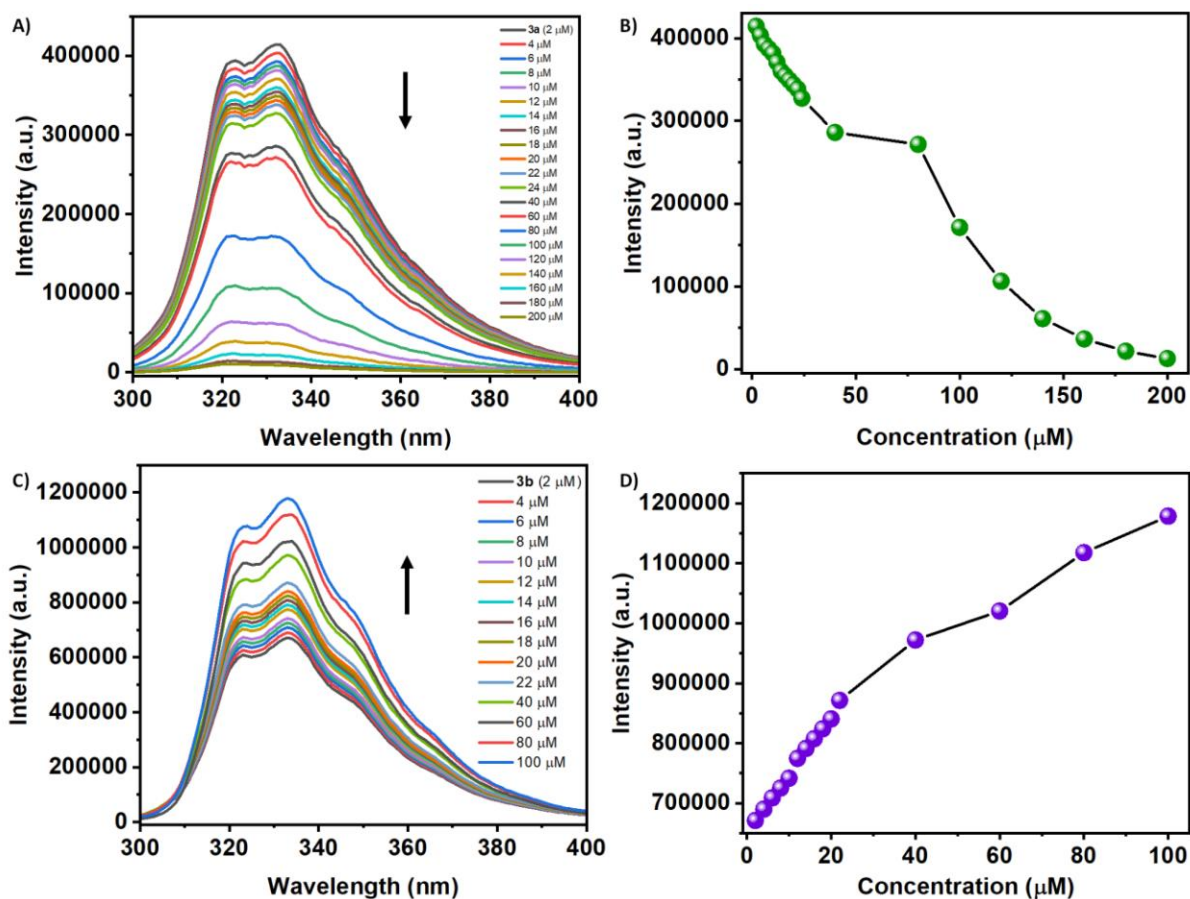 A)
Intensity (a.u.)
400000
300000
200000
100000
0
300 320 340 360 380 400
Wavelength (nm)
3a (2 μM)
4 μM
6 μM
8 μM
10 μM
12 μM
14 μM
16 μM
18 μM
20 μM
22 μM
24 μM
40 μM
60 μM
80 μM
100 μM
120 μM
140 μM
160 μM
180 μM
200 μM
B)
Intensity (a.u.)
400000
300000
200000
100000
0
0 50 100 150 200
Concentration (μM)
C)
Intensity (a.u.)
1200000
1000000
800000
600000
400000
200000
0
300 320 340 360 380 400
Wavelength (nm)
3b (2 μM)
4 μM
6 μM
8 μM
10 μM
12 μM
14 μM
16 μM
18 μM
20 μM
22 μM
40 μM
60 μM
80 μM
100 μM
D)
Intensity (a.u.)
1200000
1100000
1000000
900000
800000
700000
0 20 40 60 80 100
Concentration (μM)